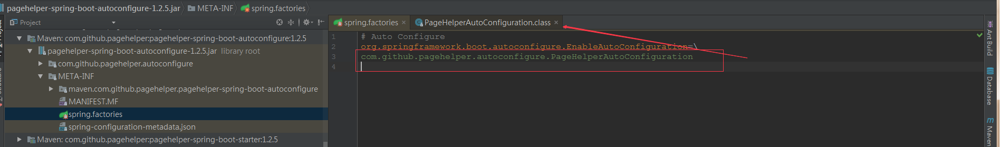 pagehelper-spring-boot-autoconfigure-1.2.5.jar META-INF spring.factories
Project
spring.factories PageHelperAutoConfiguration.class
Maven: com.github.pagehelper:pagehelper-spring-boot-autoconfigure:1.2.5
pagehelper-spring-boot-autoconfigure-1.2.5.jar library root
com.github.pagehelper.autoconfigure
META-INF
maven.com.github.pagehelper.pagehelper-spring-boot-autoconfigure
MANIFEST.MF
spring.factories
spring-configuration-metadata.json
Maven: com.github.pagehelper:pagehelper-spring-boot-starter:1.2.5
1 # Auto Configure
2 org.springframework.boot.autoconfigure.EnableAutoConfiguration=\
3 com.github.pagehelper.autoconfigure.PageHelperAutoConfiguration
4
Ant Build
Database
Maven